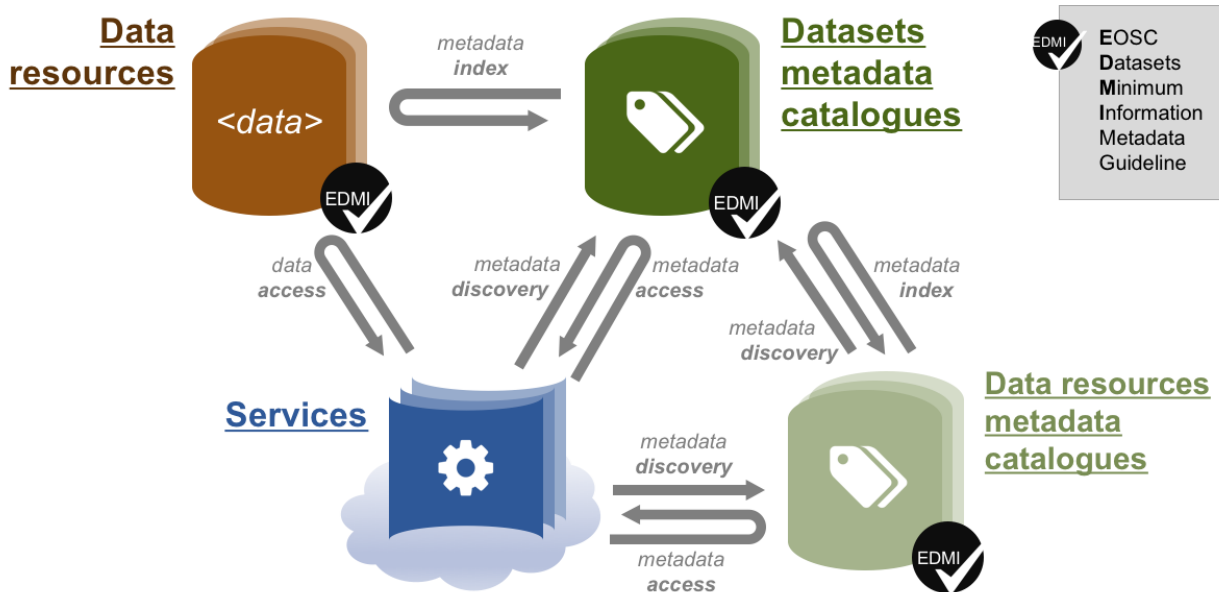 Data
resources
<data>
EDMI
metadata
index
Datasets
metadata
catalogues
EDMI
EDMI
EOSC
Datasets
Minimum
Information
Metadata
Guideline
data
access
metadata
discovery
metadata
access
metadata
index
metadata
discovery
Services
metadata
discovery
metadata
access
Data resources
metadata
catalogues
EDMI